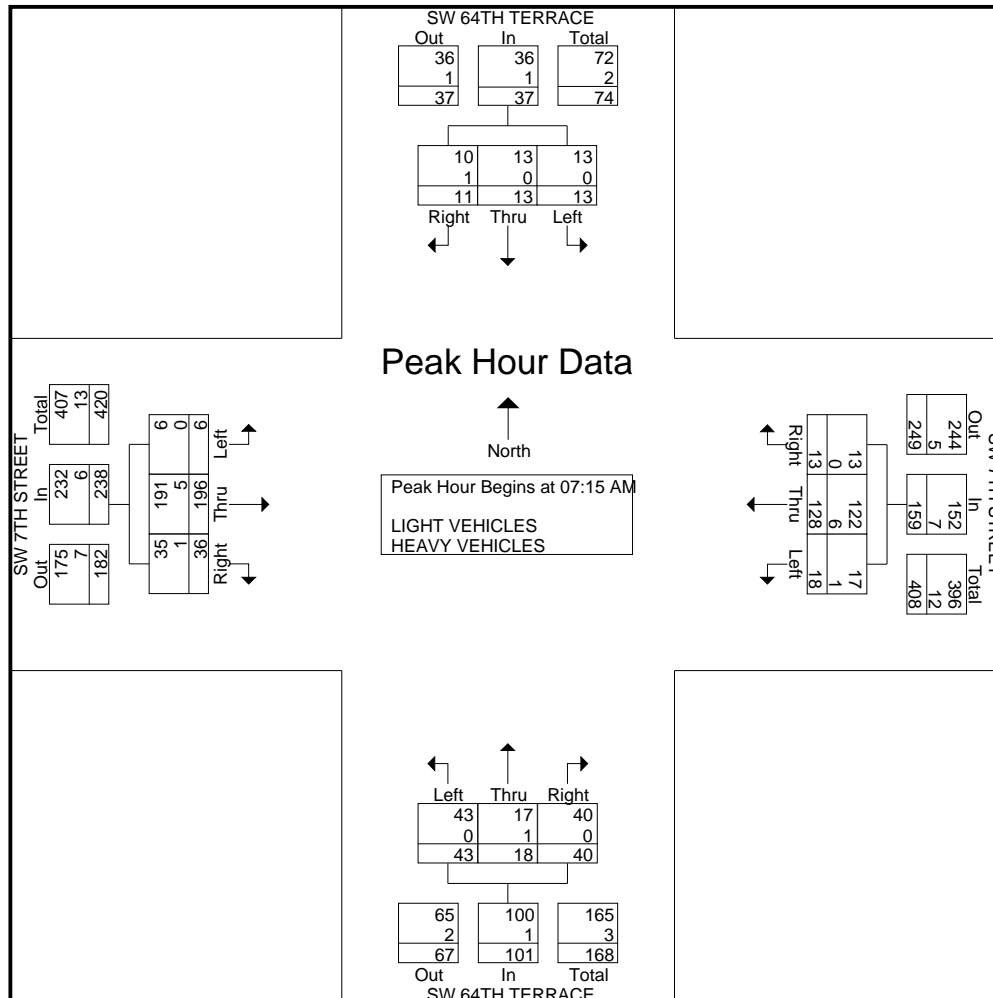 SW 64TH TERRACE
Out In Total
36 36 72
1 1 2
37 37 74
10 13 13
1 0 0
11 13 13
Right Thru Left
Peak Hour Data
North
Peak Hour Begins at 07:15 AM
LIGHT VEHICLES
HEAVY VEHICLES
SW 7TH STREET
Out In Total
175 232 407
7 6 13
182 238 420
6 191 35
0 5 1
6 196 36
Left Thru Right
SW 7TH STREET
Out In Total
244 152 396
5 7 12
249 159 408
13 122 17
0 6 1
13 128 18
Right Thru Left
Left Thru Right
43 17 40
0 1 0
43 18 40
65 100 165
2 1 3
67 101 168
Out In Total
SW 64TH TERRACE